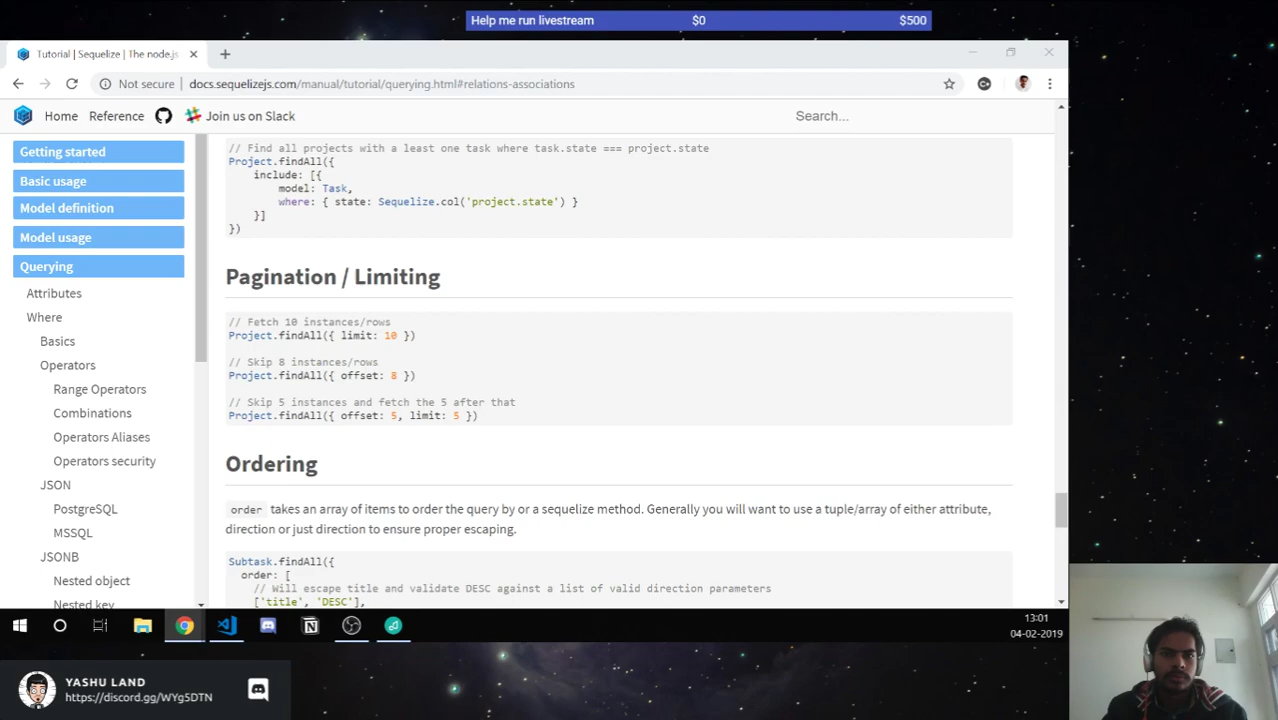 Help me run livestream $0 $500
Tutorial | Sequelize | The node.js
Not secure | docs.sequelizejs.com/manual/tutorial/querying.html#relations-associations
Home Reference Join us on Slack Search...
Getting started
Basic usage
Model definition
Model usage
Querying
Attributes
Where
Basics
Operators
Range Operators
Combinations
Operators Aliases
Operators security
JSON
PostgreSQL
MSSQL
JSONB
Nested object
Nested key
// Find all projects with a least one task where task.state === project.state
Project.findAll({
include: [{
model: Task,
where: { state: Sequelize.col('project.state') }
}]
})
Pagination / Limiting
// Fetch 10 instances/rows
Project.findAll({ limit: 10 })
// Skip 8 instances/rows
Project.findAll({ offset: 8 })
// Skip 5 instances and fetch the 5 after that
Project.findAll({ offset: 5, limit: 5 })
Ordering
order takes an array of items to order the query by or a sequelize method. Generally you will want to use a tuple/array of either attribute,
direction or just direction to ensure proper escaping.
Subtask.findAll({
order: [
// Will escape title and validate DESC against a list of valid direction parameters
['title', 'DESC'],
13:01
04-02-2019
YASHU LAND
https://discord.gg/WYg5DTN